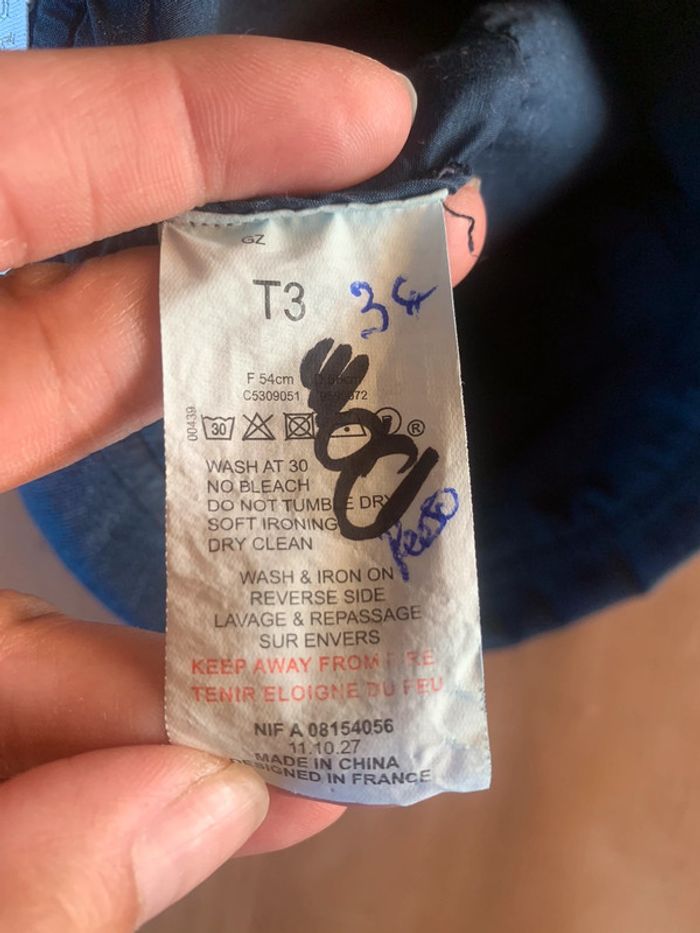 GZ
T3
34
F 54cm
C5309051
00439
30
®
WASH AT 30
NO BLEACH
DO NOT TUMBLE DRY
SOFT IRONING
DRY CLEAN
WASH & IRON ON
REVERSE SIDE
LAVAGE & REPASSAGE
SUR ENVERS
KEEP AWAY FROM FIRE
TENIR ELOIGNE DU FEU
NIF A 08154056
11.10.27
MADE IN CHINA
DESIGNED IN FRANCE